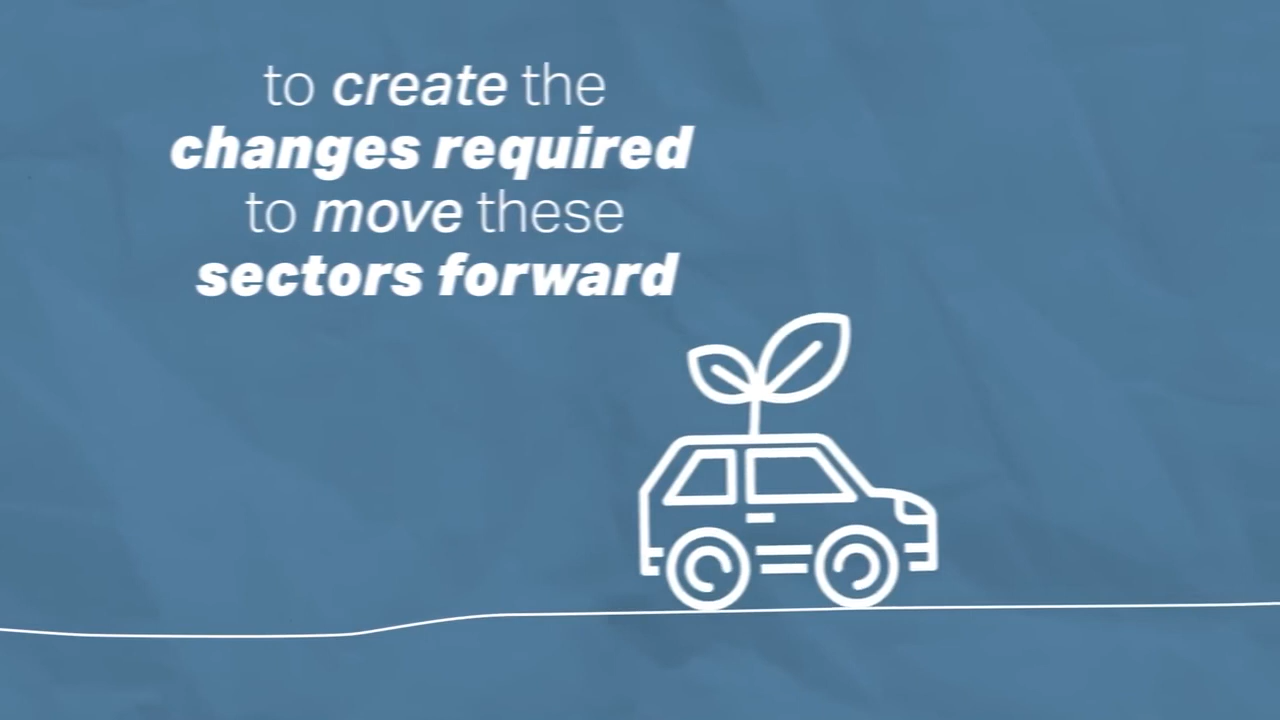 to create the
changes required
to move these
sectors forward